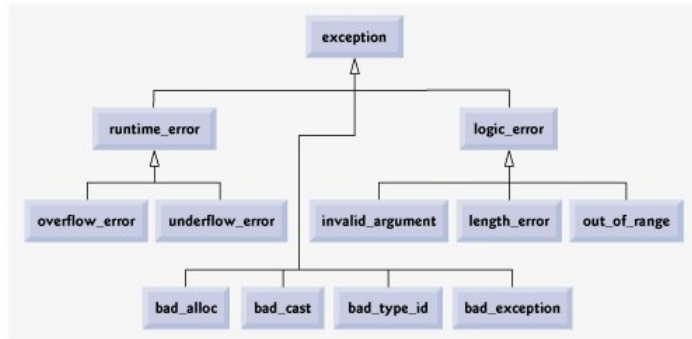 exception
runtime_error
logic_error
overflow_error
underflow_error
invalid_argument
length_error
out_of_range
bad_alloc
bad_cast
bad_type_id
bad_exception